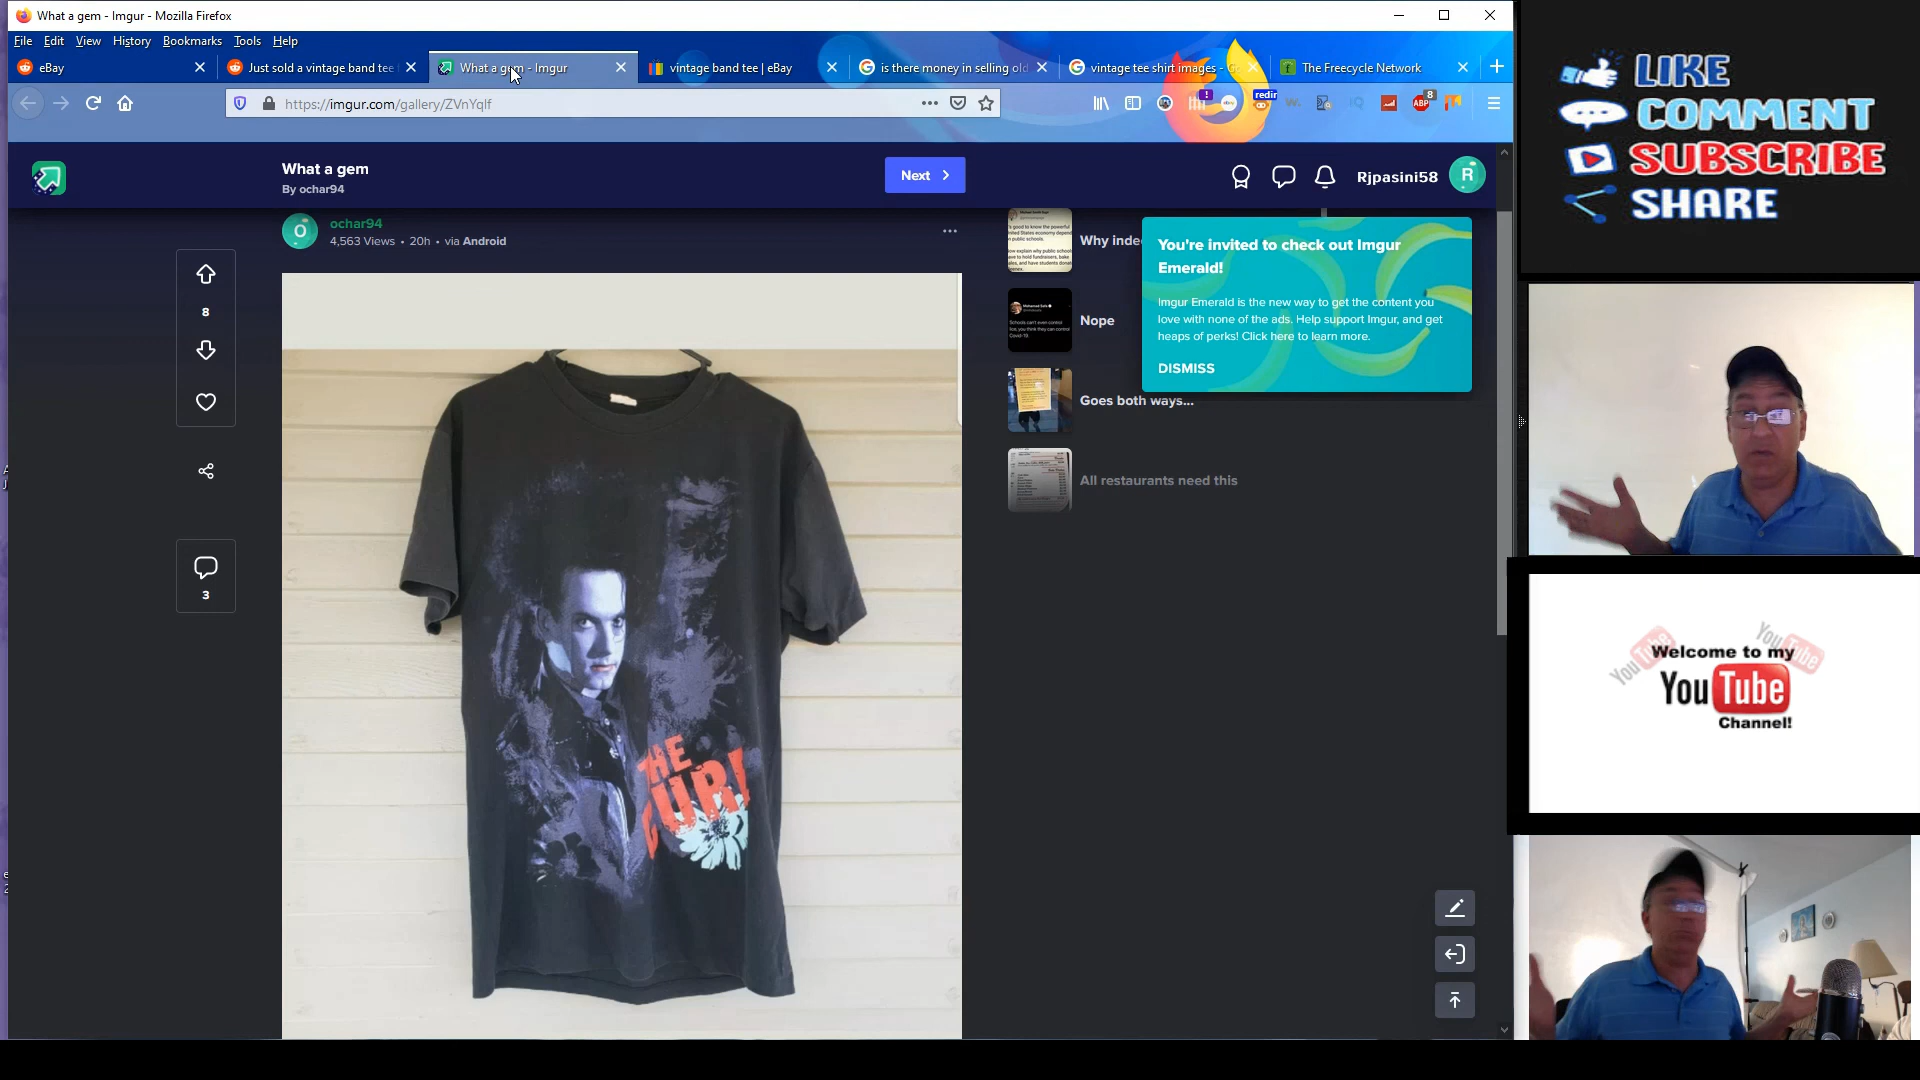 What a gem - Imgur - Mozilla Firefox
File Edit View History Bookmarks Tools Help
eBay
Just sold a vintage band tee
What a gem - Imgur
vintage band tee | eBay
is there money in selling old
vintage tee shirt images - G
The Freecycle Network
https://imgur.com/gallery/ZVnYqlf
redir
8
ABP
What a gem
By ochar94
Next
Rjpasini58
R
O
ochar94
4,563 Views • 20h • via Android
8
3
Why inde
Nope
Goes both ways...
All restaurants need this
You're invited to check out Imgur
Emerald!
Imgur Emerald is the new way to get the content you
love with none of the ads. Help support Imgur, and get
heaps of perks! Click here to learn more.
DISMISS
THE
CURE
LIKE
COMMENT
SUBSCRIBE
SHARE
YouTube
YouTube
Welcome to my
YouTube
Channel!